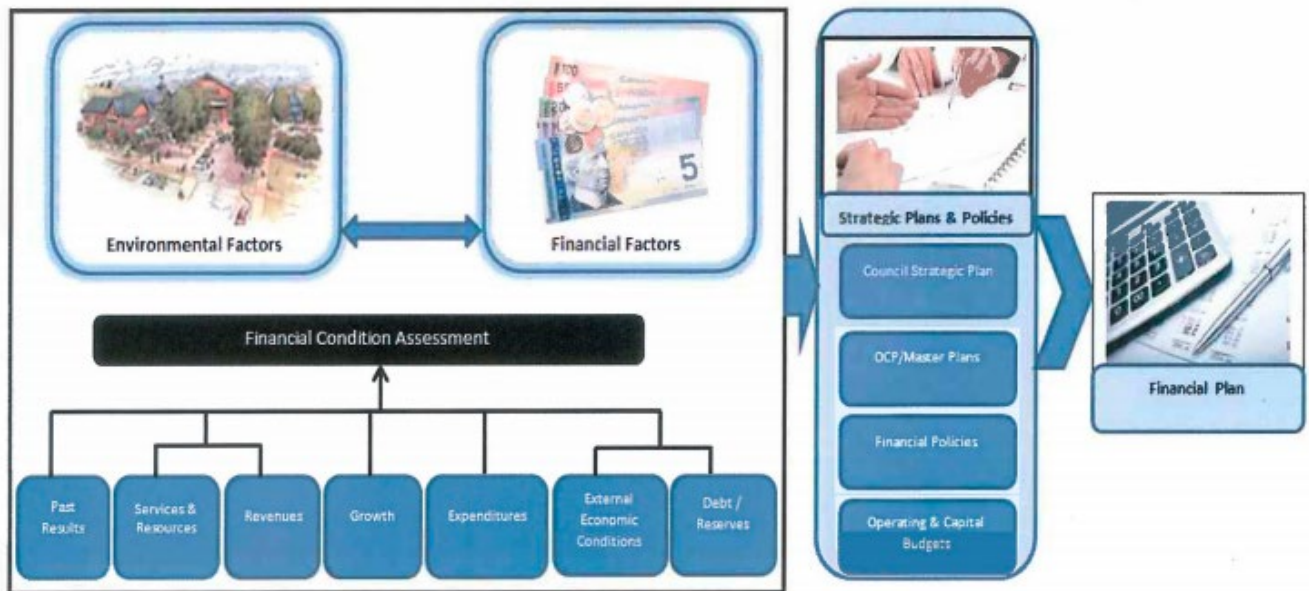 Environmental Factors
Financial Factors
Financial Condition Assessment
Past
Results
Services &
Resources
Revenues
Growth
Expenditures
External
Economic
Conditions
Debt /
Reserves
Strategic Plans & Policies
Council Strategic Plan
OCP/Master Plans
Financial Policies
Operating & Capital
Budgets
Financial Plan
5